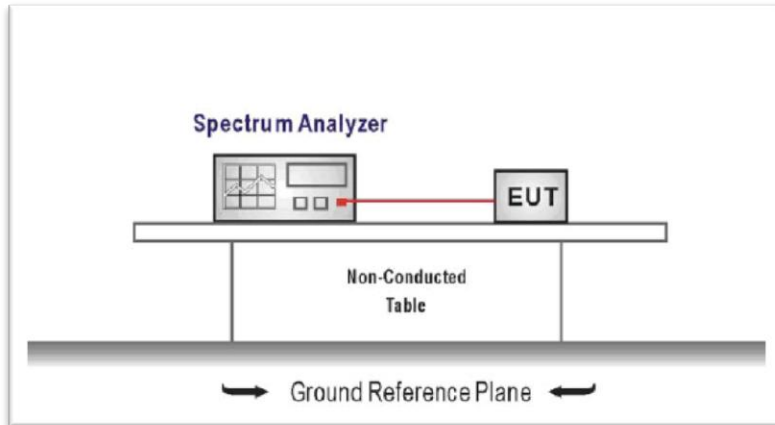 Spectrum Analyzer
EUT
Non-Conducted
Table
Ground Reference Plane